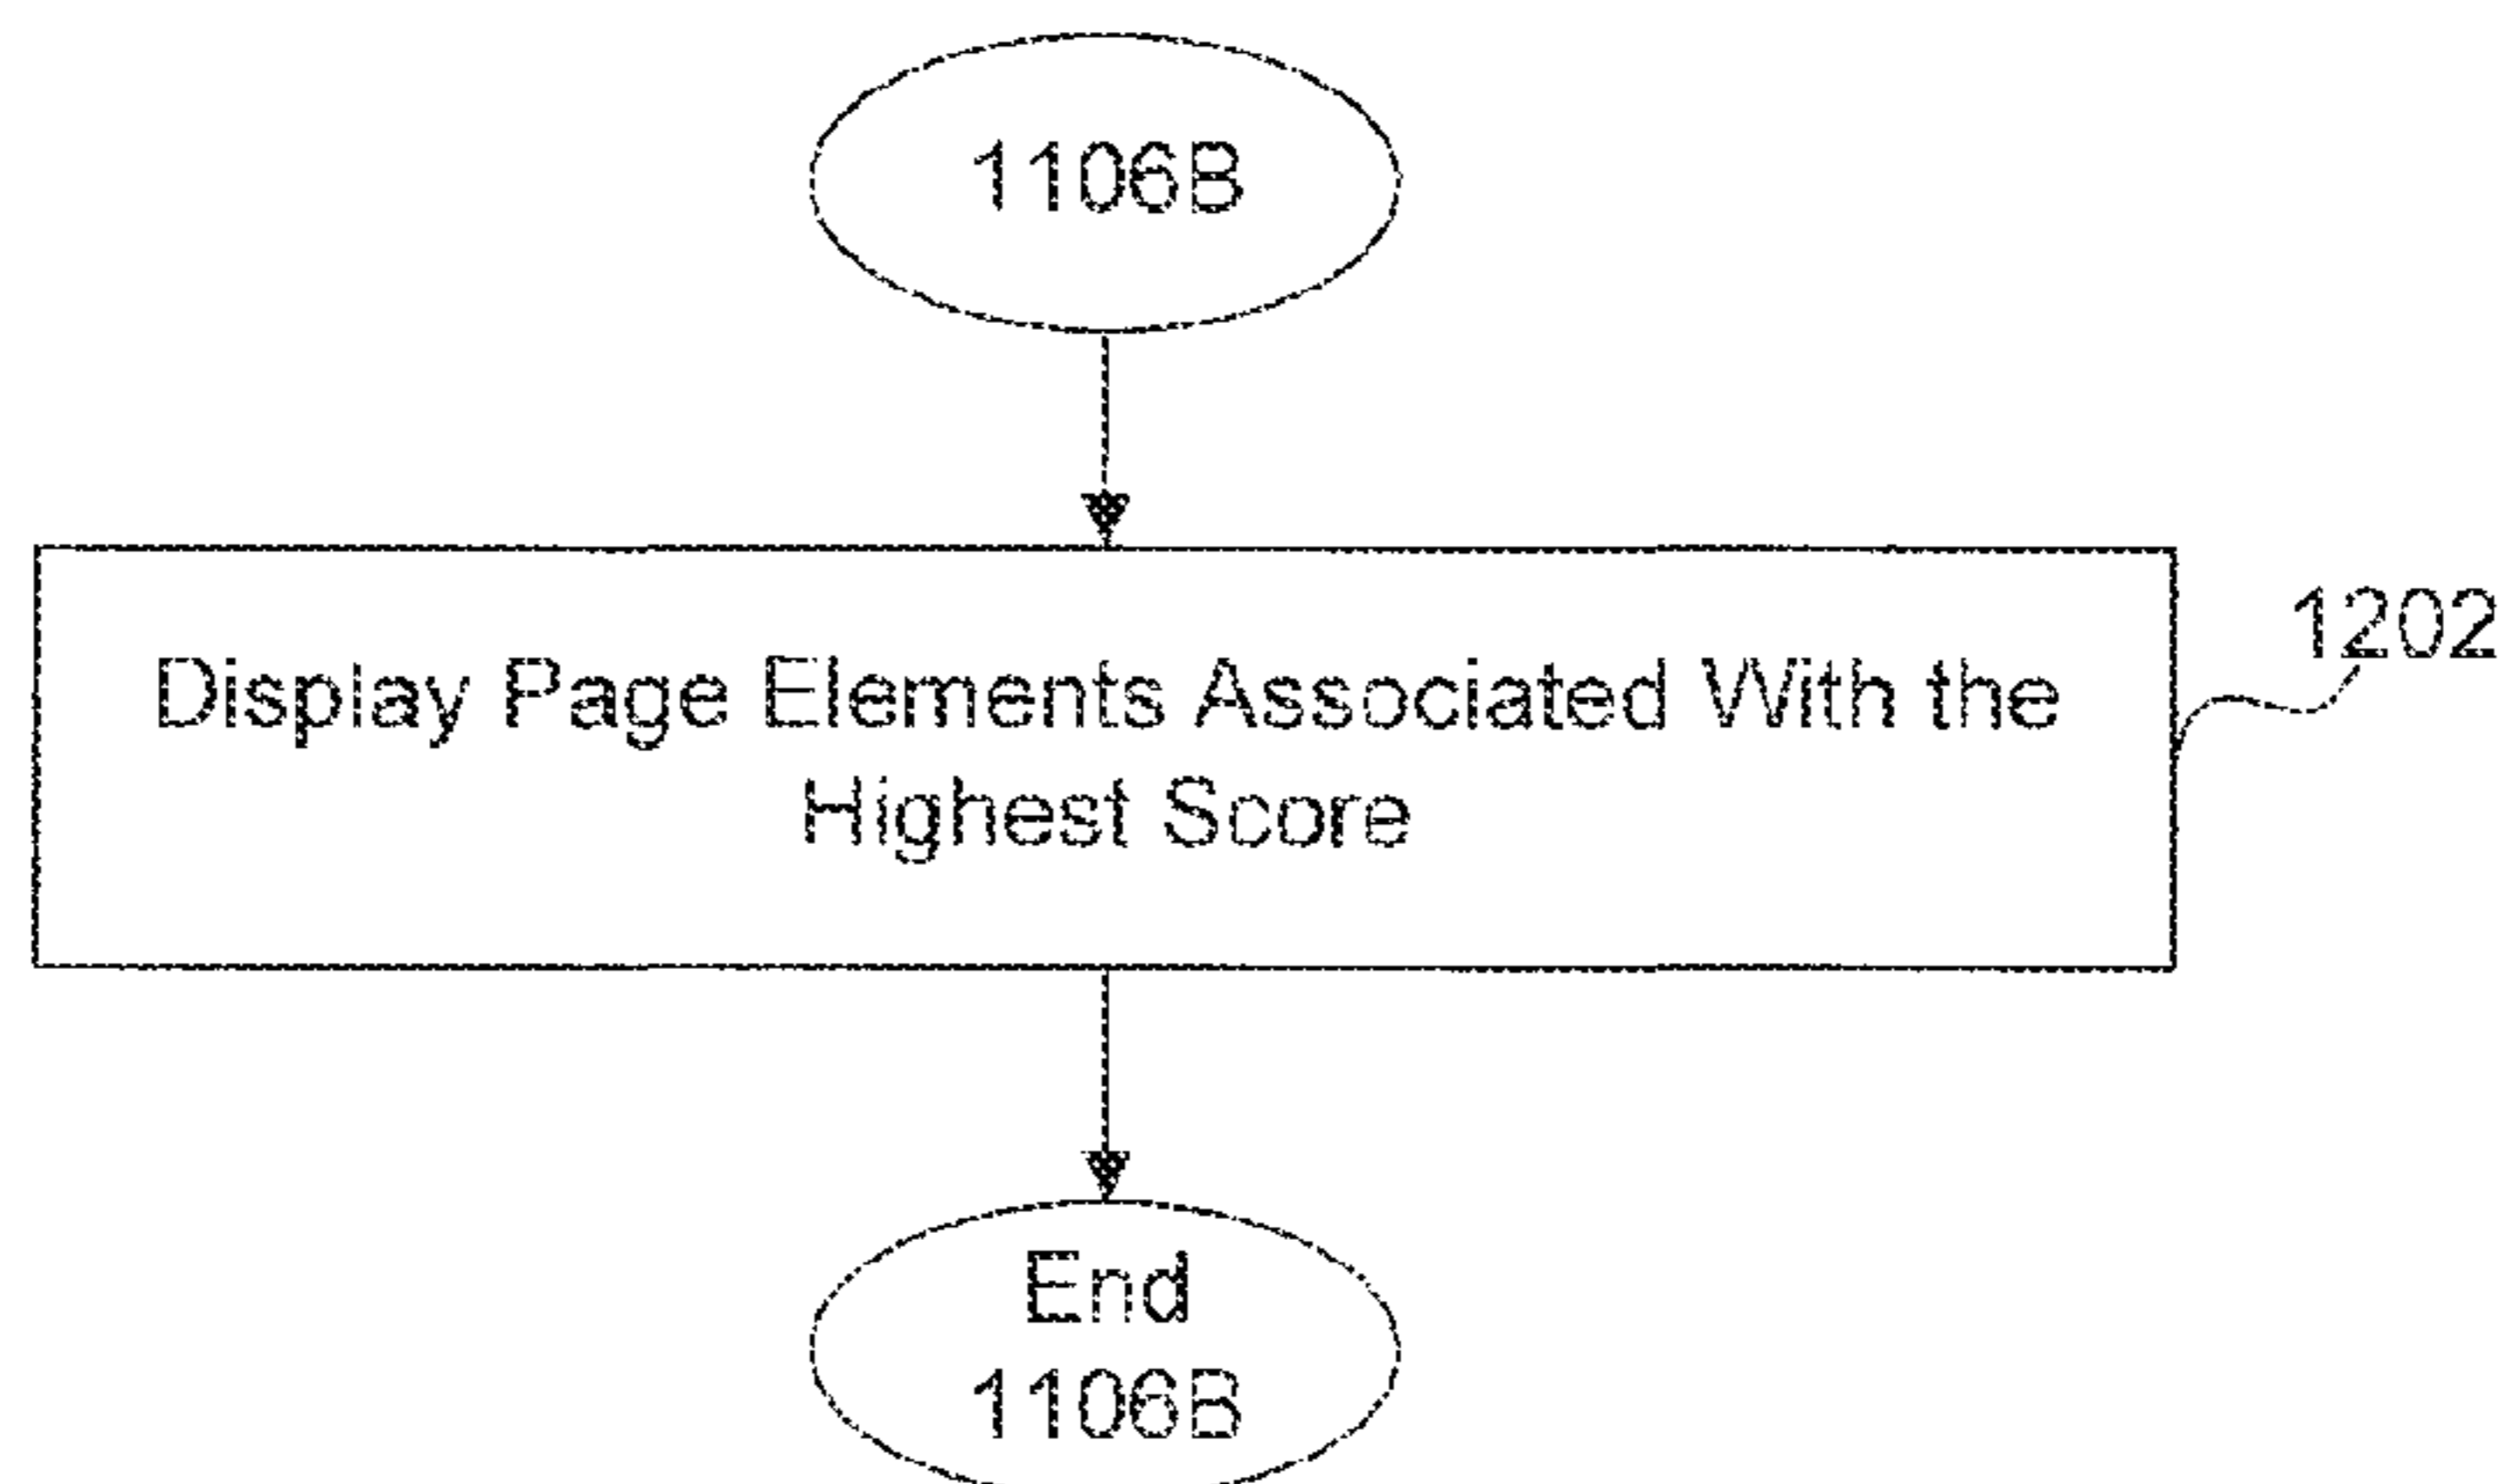 1106B
1202
Display Page Elements Associated With the
Highest Score
End
1106B